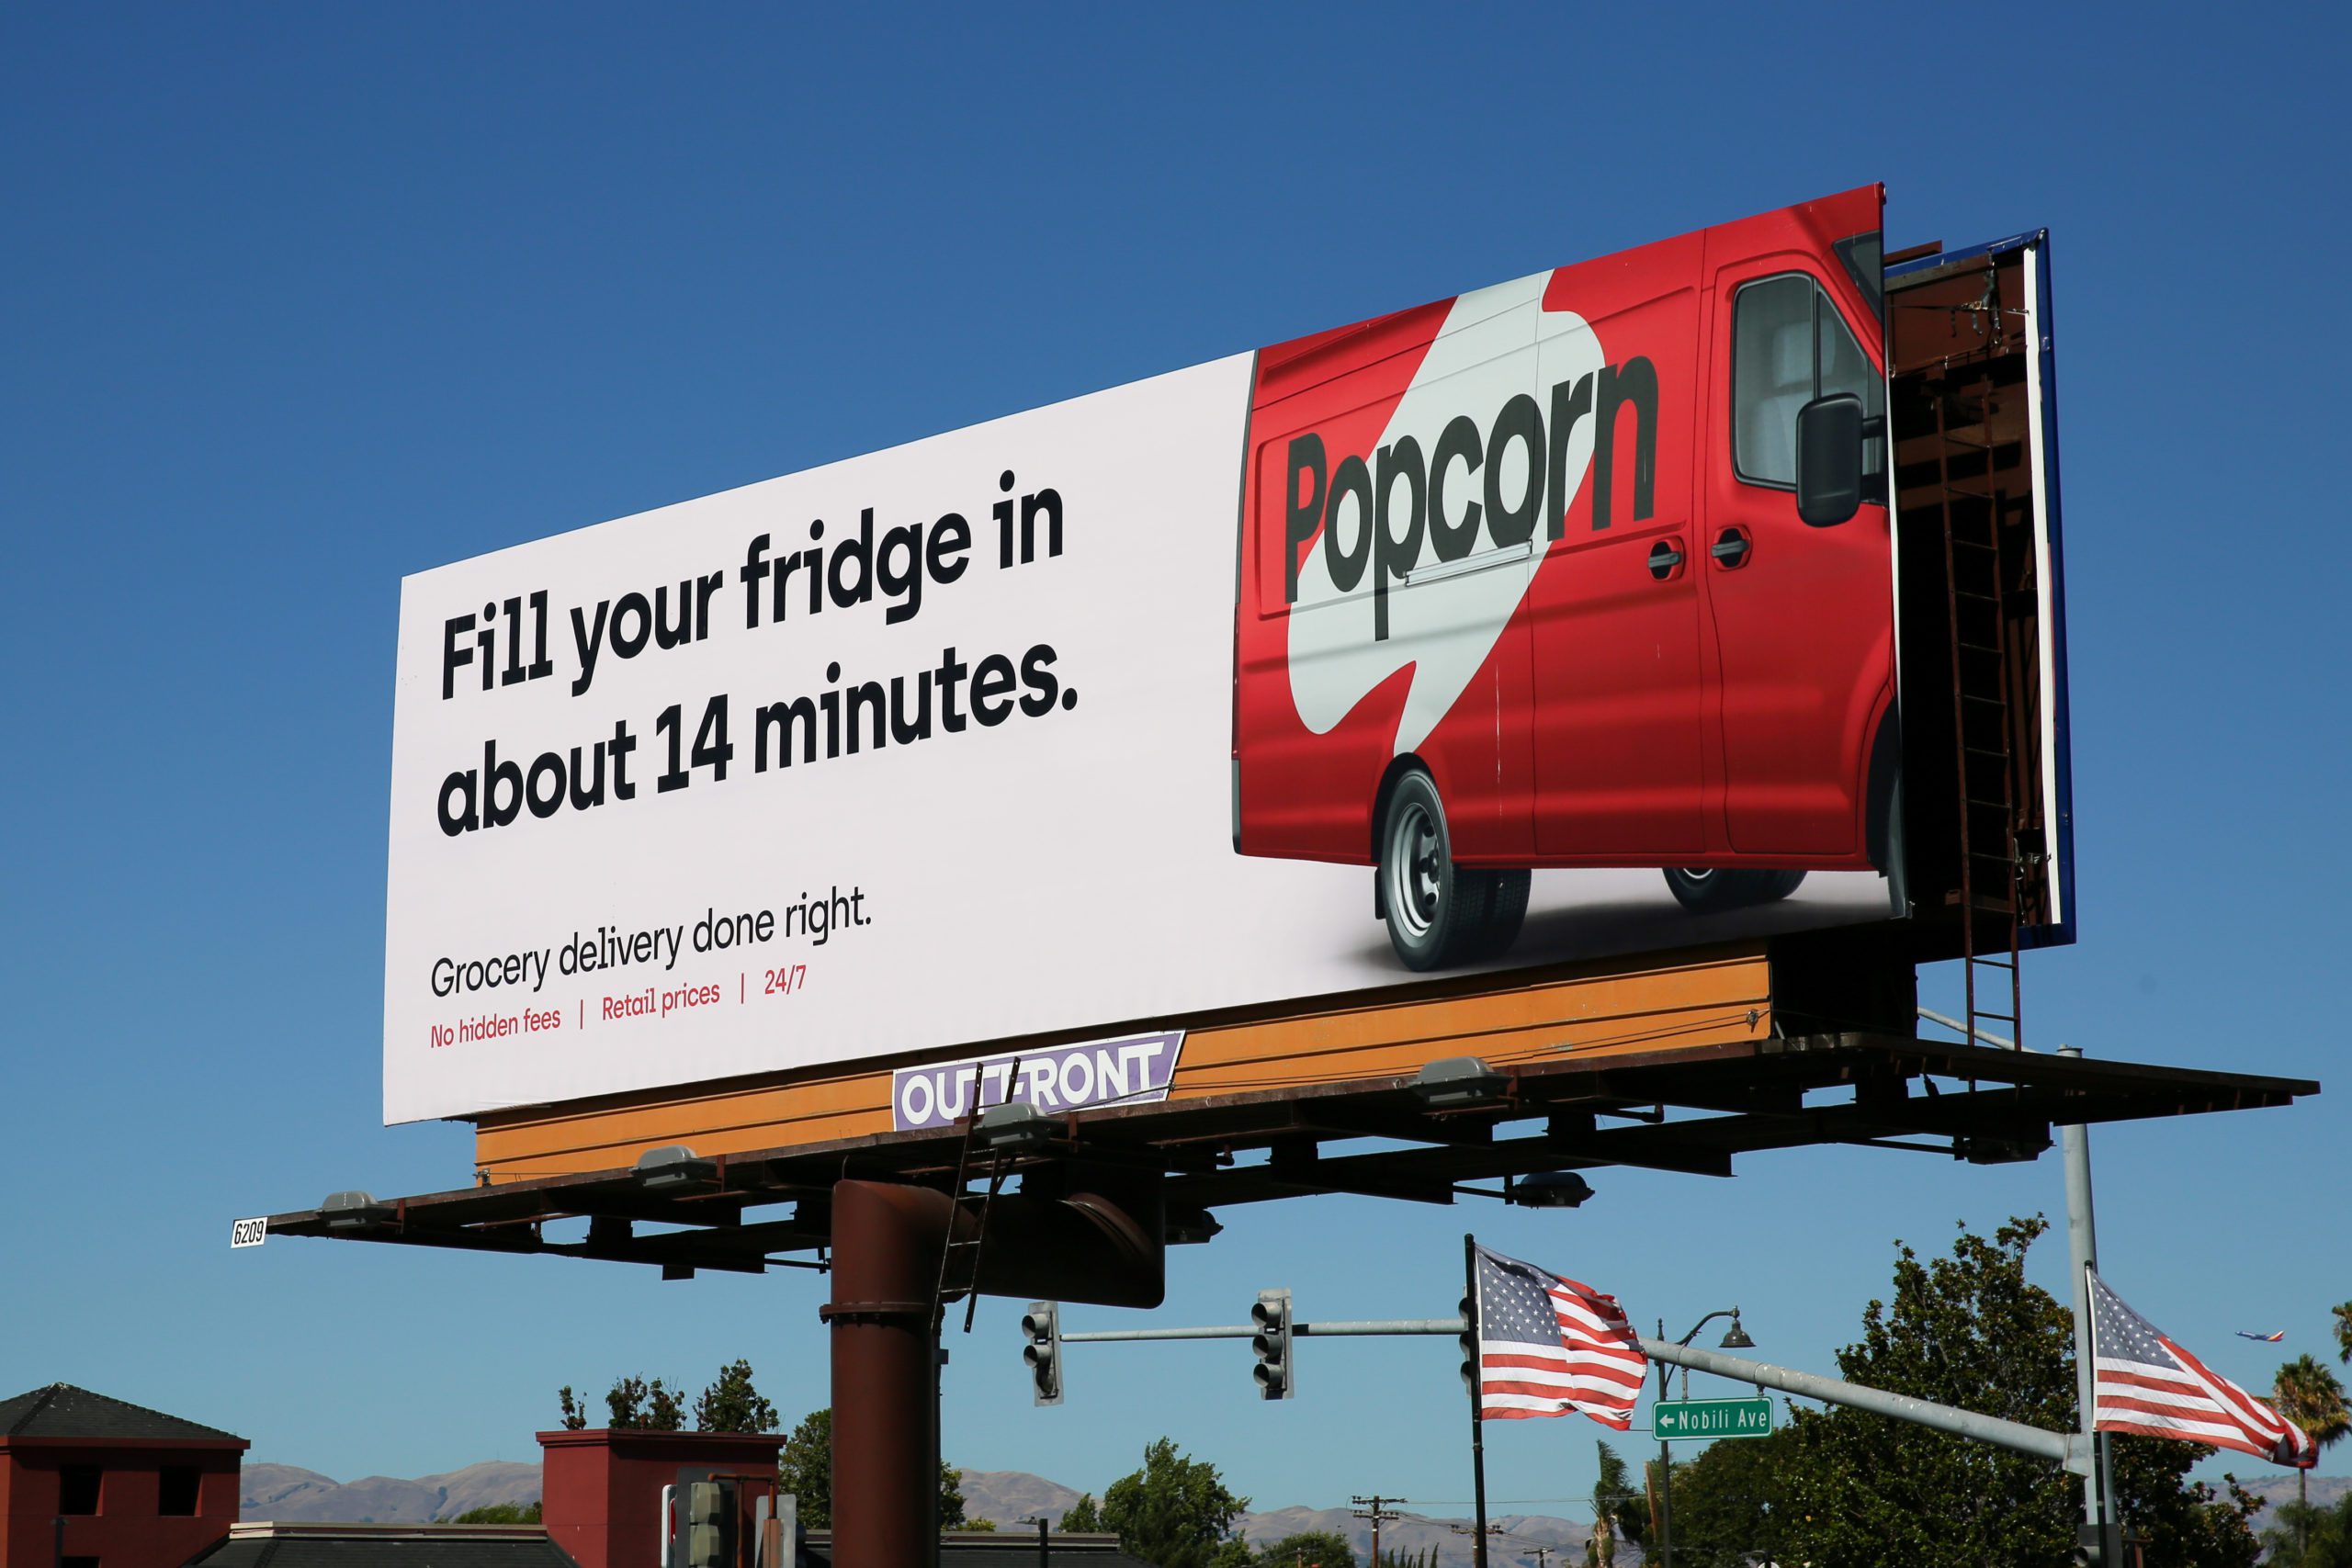 Fill your fridge in
about 14 minutes.
Grocery delivery done right.
No hidden fees | Retail prices | 24/7
Popcorn
OUTFRONT
6209
←Nobili Ave